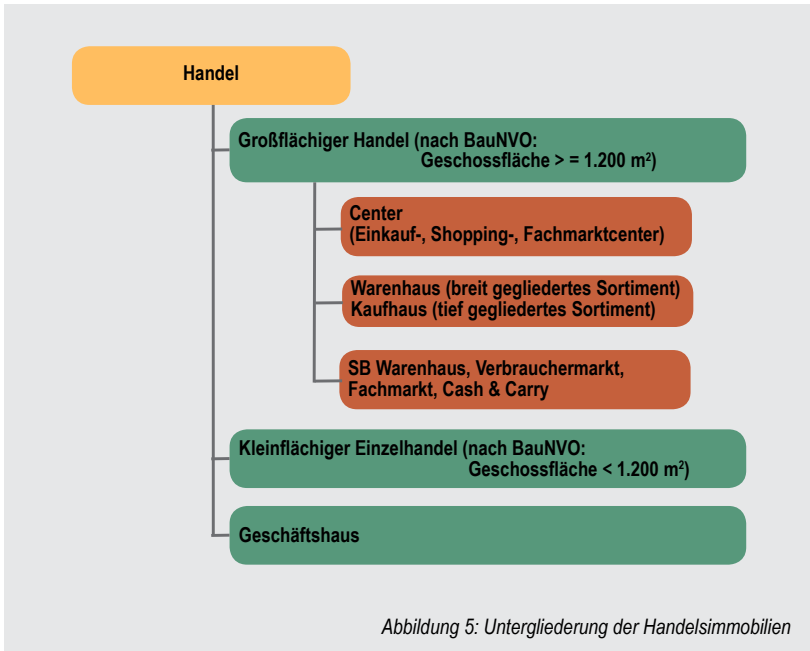 Handel
Großflächiger Handel (nach BauNVO:
Geschossfläche > = 1.200 m²)
Center
(Einkauf-, Shopping-, Fachmarktcenter)
Warenhaus (breit gegliedertes Sortiment)
Kaufhaus (tief gegliedertes Sortiment)
SB Warenhaus, Verbrauchermarkt,
Fachmarkt, Cash & Carry
Kleinflächiger Einzelhandel (nach BauNVO:
Geschossfläche < 1.200 m²)
Geschäftshaus
Abbildung 5: Untergliederung der Handelsimmobilien